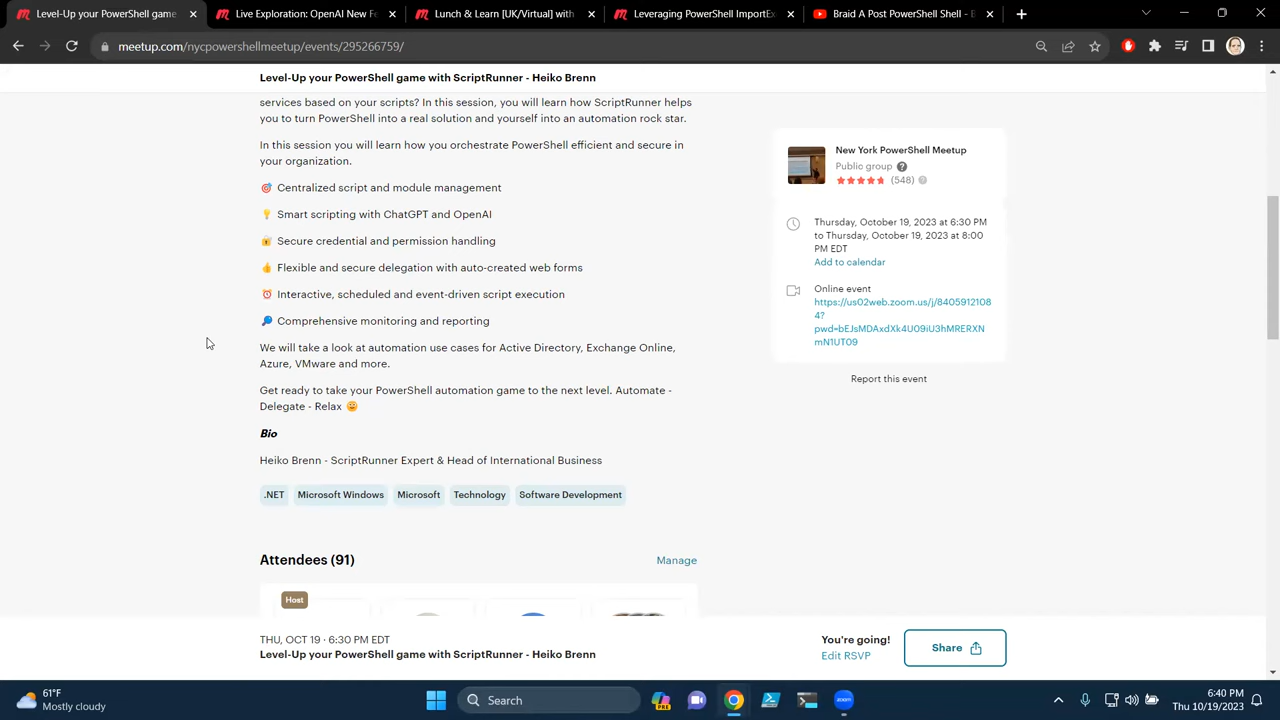 Level-Up your PowerShell game
Live Exploration: OpenAI New Fe
Lunch & Learn [UK/Virtual] with
Leveraging PowerShell ImportEx
Braid A Post PowerShell Shell - B
meetup.com/nycpowershellmeetup/events/295266759/
Level-Up your PowerShell game with ScriptRunner - Heiko Brenn
services based on your scripts? In this session, you will learn how ScriptRunner helps
you to turn PowerShell into a real solution and yourself into an automation rock star.
In this session you will learn how you orchestrate PowerShell efficient and secure in
your organization.
Centralized script and module management
Smart scripting with ChatGPT and OpenAI
Secure credential and permission handling
Flexible and secure delegation with auto-created web forms
Interactive, scheduled and event-driven script execution
Comprehensive monitoring and reporting
We will take a look at automation use cases for Active Directory, Exchange Online,
Azure, VMware and more.
Get ready to take your PowerShell automation game to the next level. Automate -
Delegate - Relax
Bio
Heiko Brenn - ScriptRunner Expert & Head of International Business
.NET
Microsoft Windows
Microsoft
Technology
Software Development
Attendees (91)
Manage
Host
New York PowerShell Meetup
Public group
(548)
Thursday, October 19, 2023 at 6:30 PM
to Thursday, October 19, 2023 at 8:00
PM EDT
Add to calendar
Online event
https://us02web.zoom.us/j/8405912108
4?
pwd=bEJsMDAxdXk4U09iU3hMRERXN
mN1UT09
Report this event
THU, OCT 19 · 6:30 PM EDT
Level-Up your PowerShell game with ScriptRunner - Heiko Brenn
You're going!
Edit RSVP
Share
61°F
Mostly cloudy
Search
PRE
zoom
6:40 PM
Thu 10/19/2023